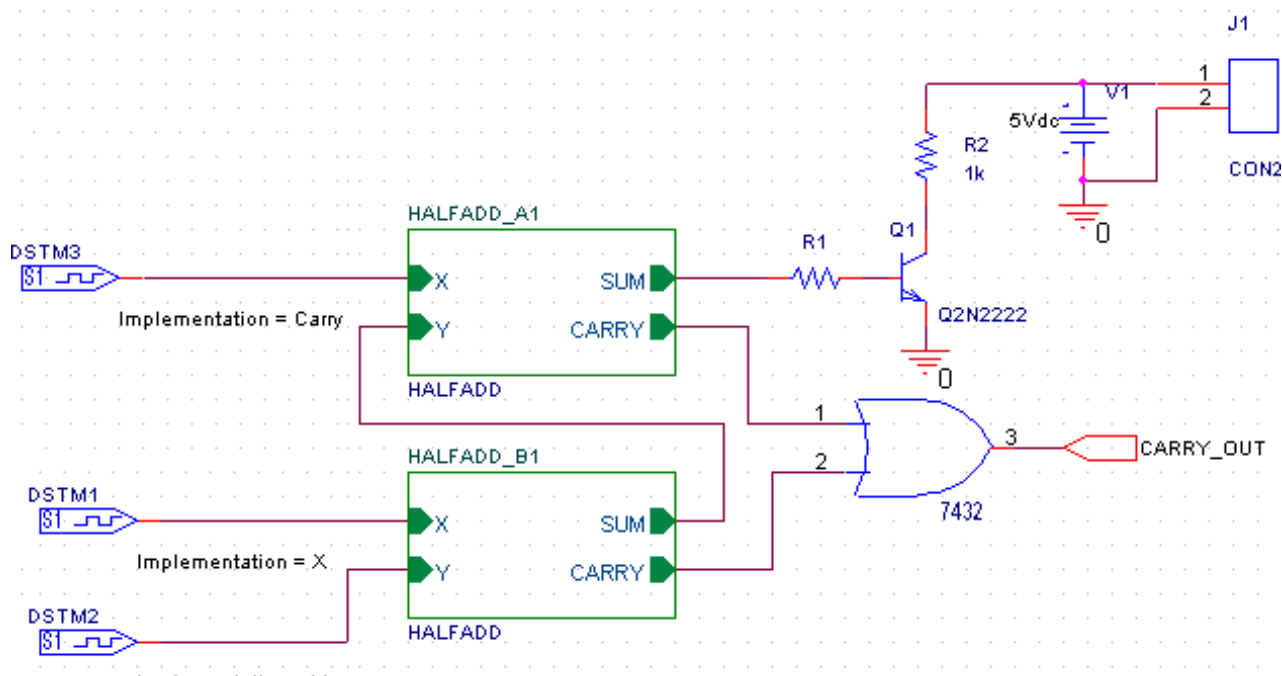 J1
1
V1
2
5Vdc
R2
1k
CON2
HALFADD_A1
0
Q1
R1
DSTM3
S1
X
SUM
Implementation = Carry
Y
CARRY
Q2N2222
0
HALFADD
1
3
CARRY_OUT
HALFADD_B1
2
DSTM1
7432
S1
X
SUM
Implementation = X
Y
CARRY
DSTM2
HALFADD
S1